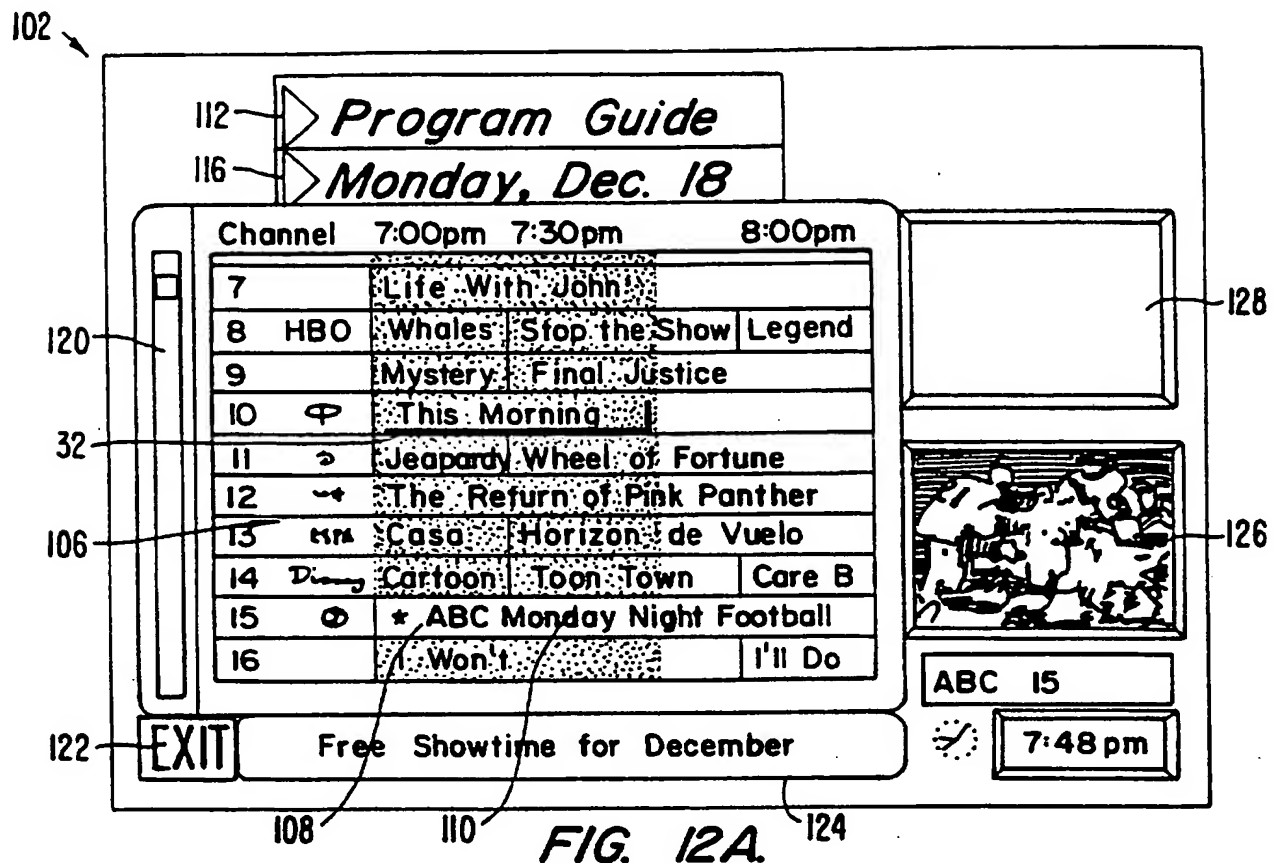 102
112
Program Guide
116
Monday, Dec. 18
Channel 7:00pm 7:30pm 8:00pm
7 Life With John
8 HBO Whales Stop the Show Legend
120
128
9 Mystery Final Justice
10 This Morning
32
11 Jeapardy Wheel of Fortune
12 The Return of Pink Panther
106
13 Casa Horizon de Vuelo
126
14 Disney Cartoon Toon Town Care B
15 * ABC Monday Night Football
16 I Won't I'll Do
ABC 15
122
EXIT
Free Showtime for December
7:48 pm
108
110
124
FIG. 12A.